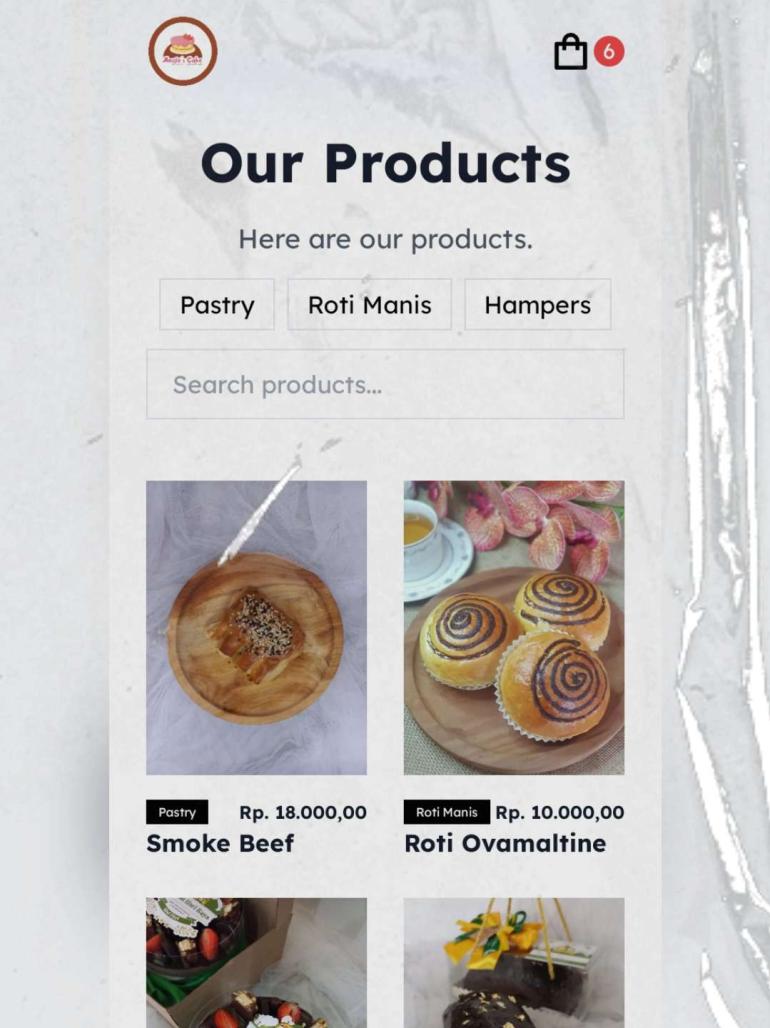 6
Our Products
Here are our products.
Pastry Roti Manis Hampers
Search products...
Pastry Rp. 18.000,00 Roti Manis Rp. 10.000,00
Smoke Beef Roti Ovamaltine